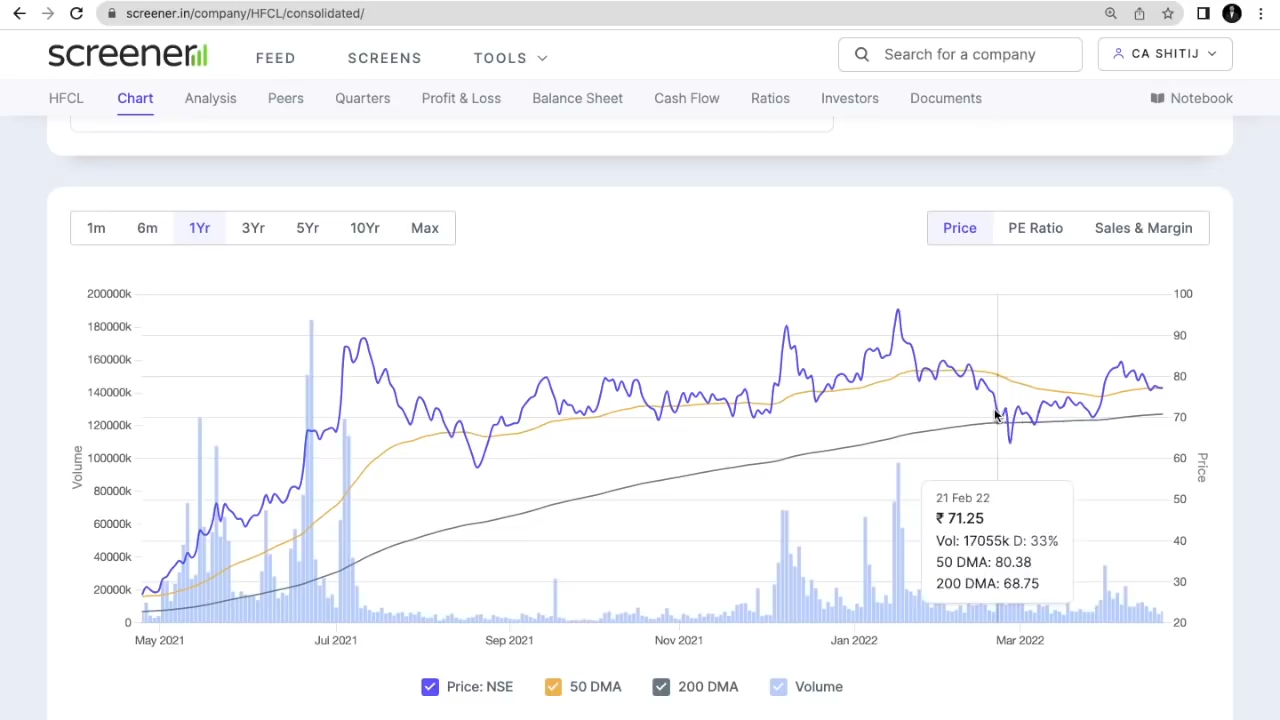 screener.in/company/HFCL/consolidated/
screener
FEED SCREENS TOOLS
Search for a company
CA SHITIJ
HFCL Chart Analysis Peers Quarters Profit & Loss Balance Sheet Cash Flow Ratios Investors Documents Notebook
1m 6m 1Yr 3Yr 5Yr 10Yr Max
Price PE Ratio Sales & Margin
200000k 100
180000k 90
160000k
140000k 80
120000k 70
100000k 60
80000k 50
60000k 40
40000k 30
20000k
0 20
Volume
Price
21 Feb 22
₹ 71.25
Vol: 17055k D: 33%
50 DMA: 80.38
200 DMA: 68.75
May 2021 Jul 2021 Sep 2021 Nov 2021 Jan 2022 Mar 2022
Price: NSE 50 DMA 200 DMA Volume